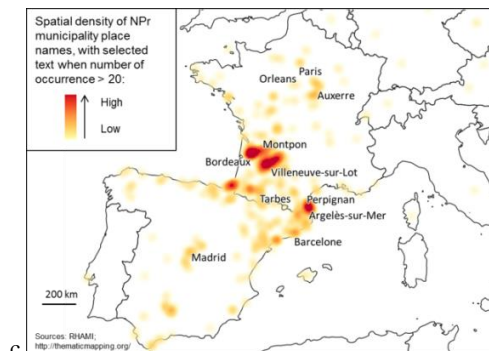 Spatial density of NPr
municipality place
names, with selected
text when number of
occurrence > 20:
High
Low
Paris
Orleans
Auxerre
Montpon
Bordeaux
Villeneuve-sur-Lot
Tarbes
Perpignan
Argelès-sur-Mer
Barcelone
Madrid
200 km
Sources: RHAMI;
http://thematicmapping.org/
c